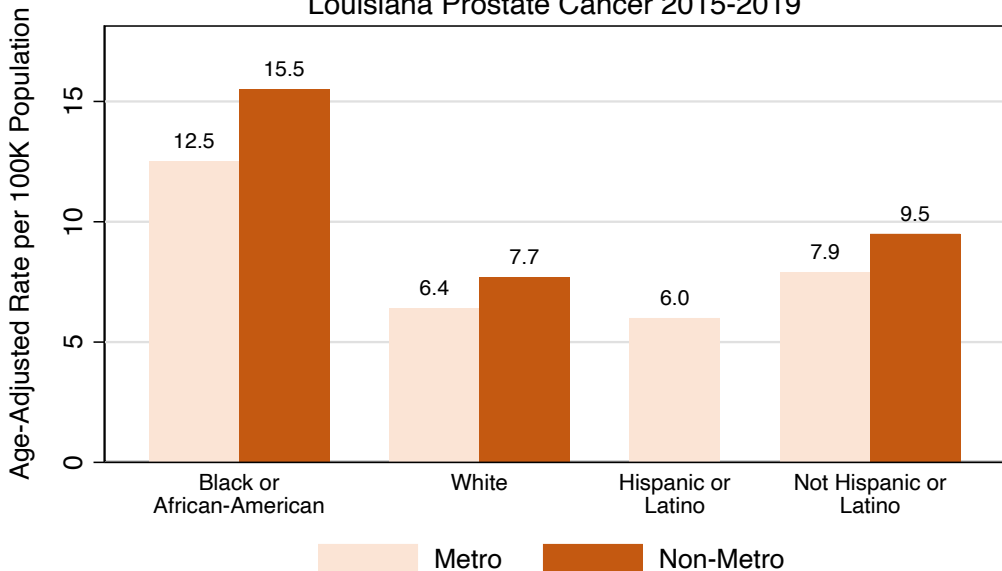 Louisiana Prostate Cancer 2015-2019
Age-Adjusted Rate per 100K Population
15
10
5
0
12.5
15.5
6.4
7.7
6.0
7.9
9.5
Black or
African-American
White
Hispanic or
Latino
Not Hispanic or
Latino
Metro
Non-Metro